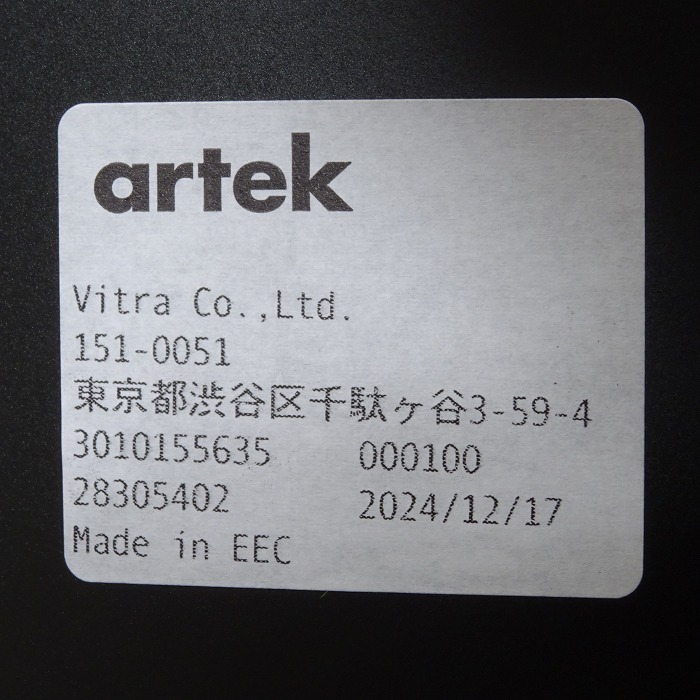 artek
Vitra Co.,Ltd.
151-0051
東京都渋谷区千駄ヶ谷3-59-4
3010155635 000100
28305402 2024/12/17
Made in EEC